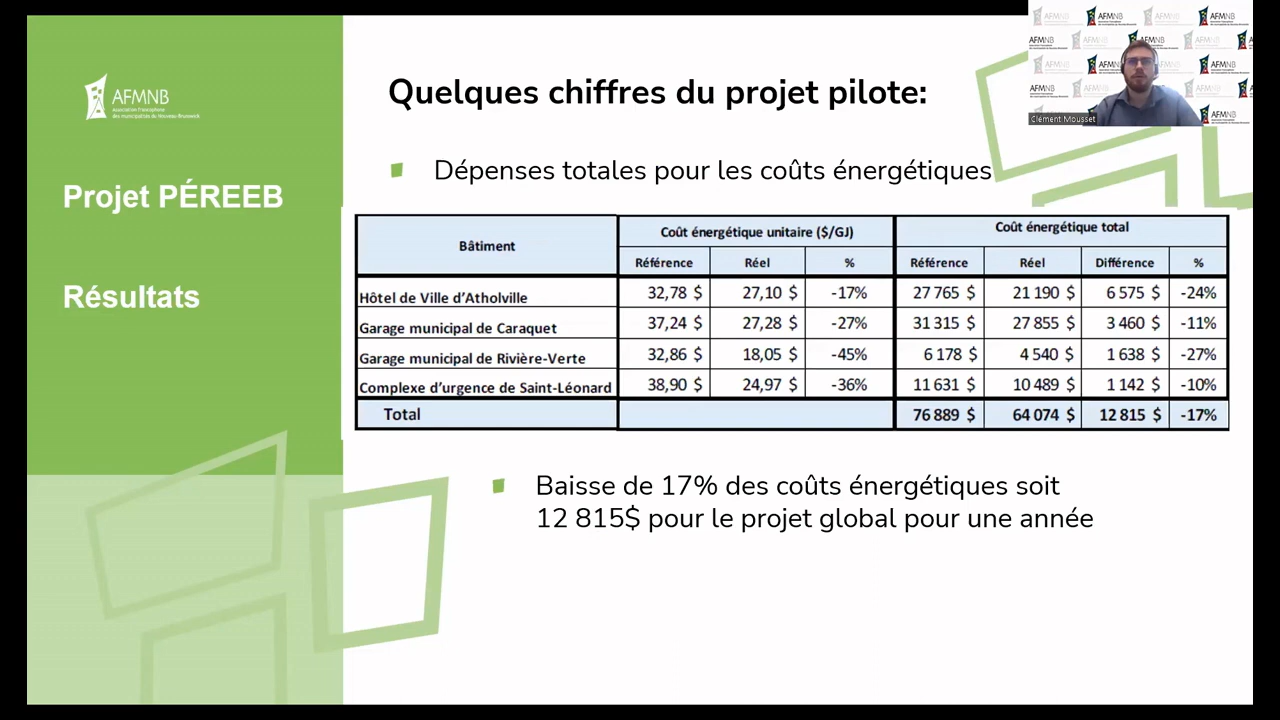 AFMNB
Association francophone
des municipalités du Nouveau-Brunswick
Projet PÉREEB
Résultats
Quelques chiffres du projet pilote:
Dépenses totales pour les coûts énergétiques
Bâtiment Coût énergétique unitaire ($/GJ) Coût énergétique total
Référence Réel % Référence Réel Différence %
Hôtel de Ville d’Atholville 32,78 $ 27,10 $ -17% 27 765 $ 21 190 $ 6 575 $ -24%
Garage municipal de Caraquet 37,24 $ 27,28 $ -27% 31 315 $ 27 855 $ 3 460 $ -11%
Garage municipal de Rivière-Verte 32,86 $ 18,05 $ -45% 6 178 $ 4 540 $ 1 638 $ -27%
Complexe d’urgence de Saint-Léonard 38,90 $ 24,97 $ -36% 11 631 $ 10 489 $ 1 142 $ -10%
Total 76 889 $ 64 074 $ 12 815 $ -17%
Baisse de 17% des coûts énergétiques soit
12 815$ pour le projet global pour une année
AFMNB AFMNB AFMNB AFMNB
Clément Mousset